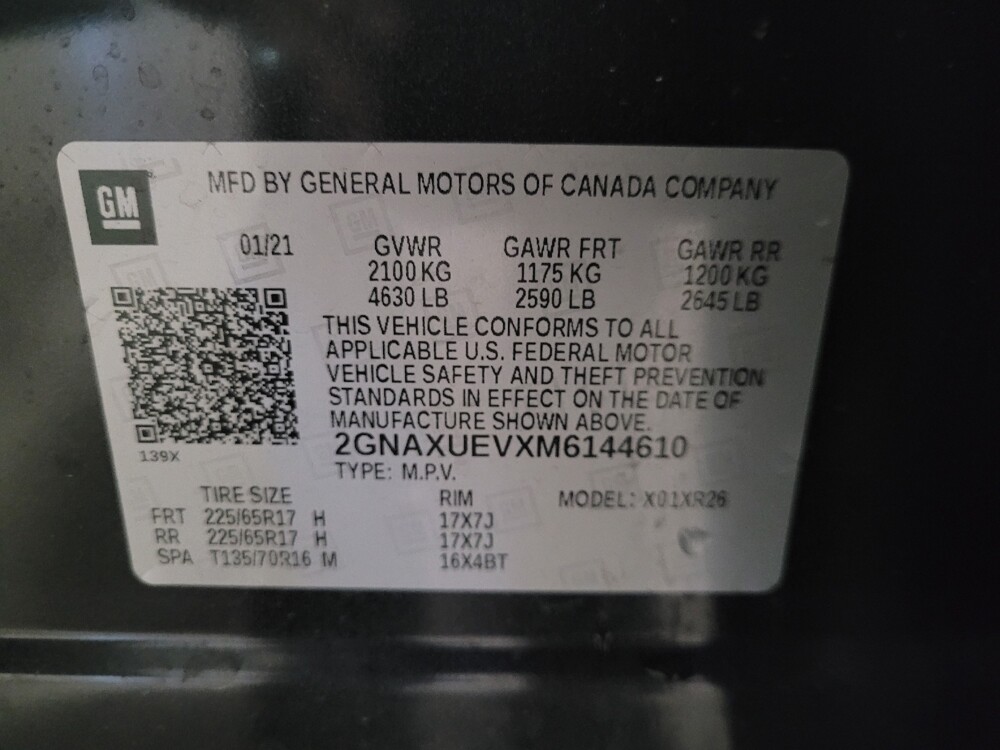 GM
MFD BY GENERAL MOTORS OF CANADA COMPANY
01/21 GVWR GAWR FRT GAWR RR
2100 KG 1175 KG 1200 KG
4630 LB 2590 LB 2645 LB
THIS VEHICLE CONFORMS TO ALL
APPLICABLE U.S. FEDERAL MOTOR
VEHICLE SAFETY AND THEFT PREVENTION
STANDARDS IN EFFECT ON THE DATE OF
MANUFACTURE SHOWN ABOVE.
2GNAXUEVXM6144610
139X
TYPE: M.P.V.
TIRE SIZE RIM MODEL: X01XR26
FRT 225/65R17 H 17X7J
RR 225/65R17 H 17X7J
SPA T135/70R16 M 16X4BT